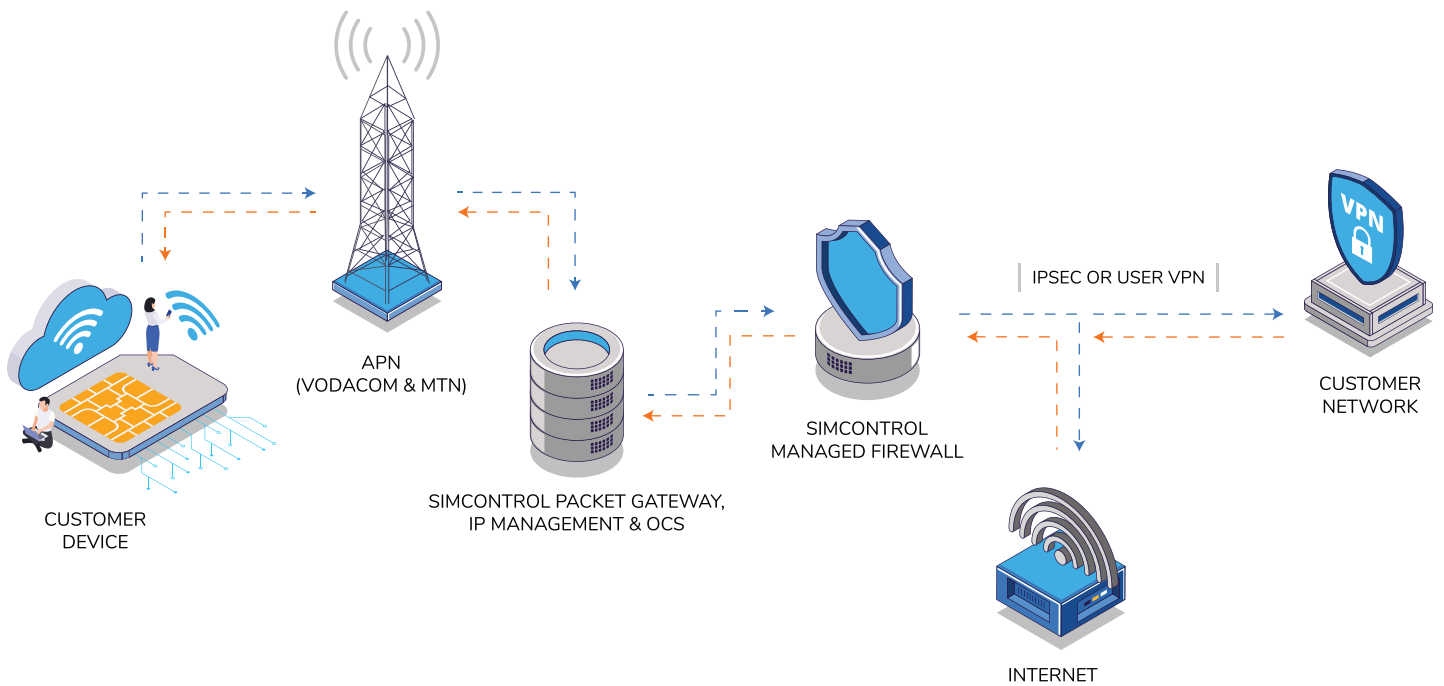 VPN
IPSEC OR USER VPN
APN
(VODACOM & MTN)
CUSTOMER
NETWORK
SIMCONTROL
MANAGED FIREWALL
SIMCONTROL PACKET GATEWAY,
IP MANAGEMENT & OCS
CUSTOMER
DEVICE
INTERNET